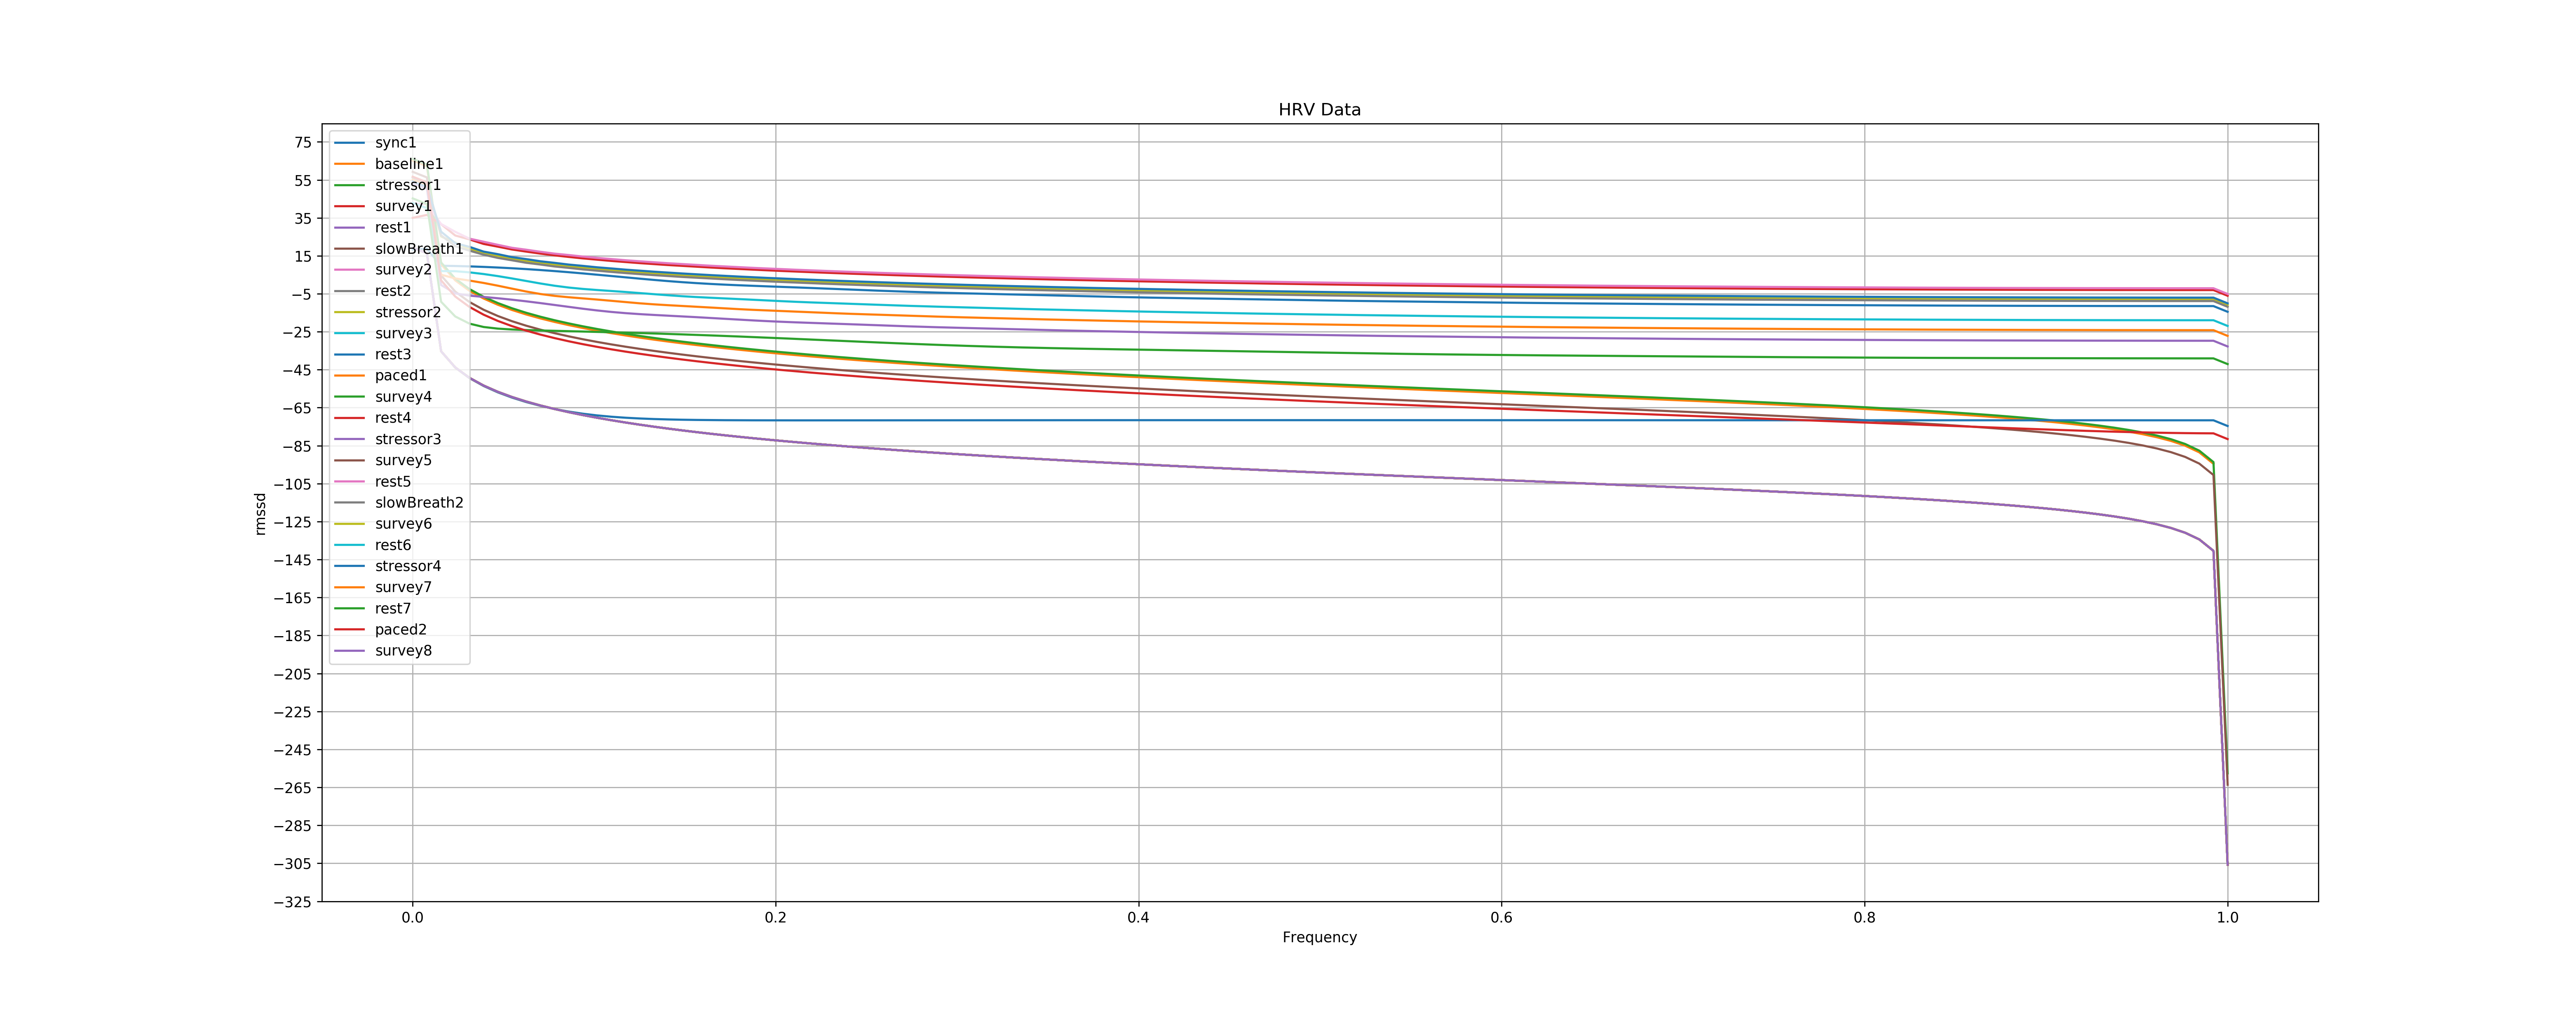 HRV Data
75
55
35
15
−5
−25
−45
−65
−85
−105
−125
−145
−165
−185
−205
−225
−245
−265
−285
−305
−325
rmssd
sync1
baseline1
stressor1
survey1
rest1
slowBreath1
survey2
rest2
stressor2
survey3
rest3
paced1
survey4
rest4
stressor3
survey5
rest5
slowBreath2
survey6
rest6
stressor4
survey7
rest7
paced2
survey8
0.0 0.2 0.4 0.6 0.8 1.0
Frequency